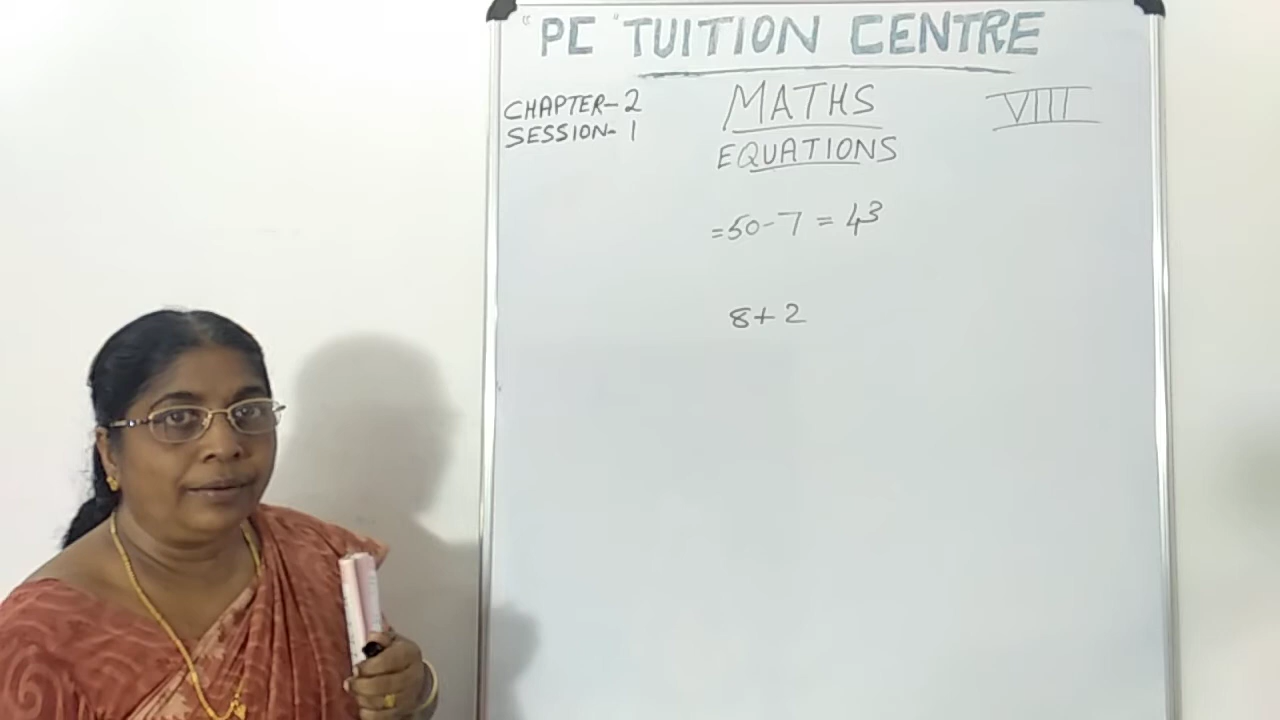 "PC" TUITION CENTRE
CHAPTER-2
MATHS
VIII
SESSION-1
EQUATIONS
=50-7=43
8+2